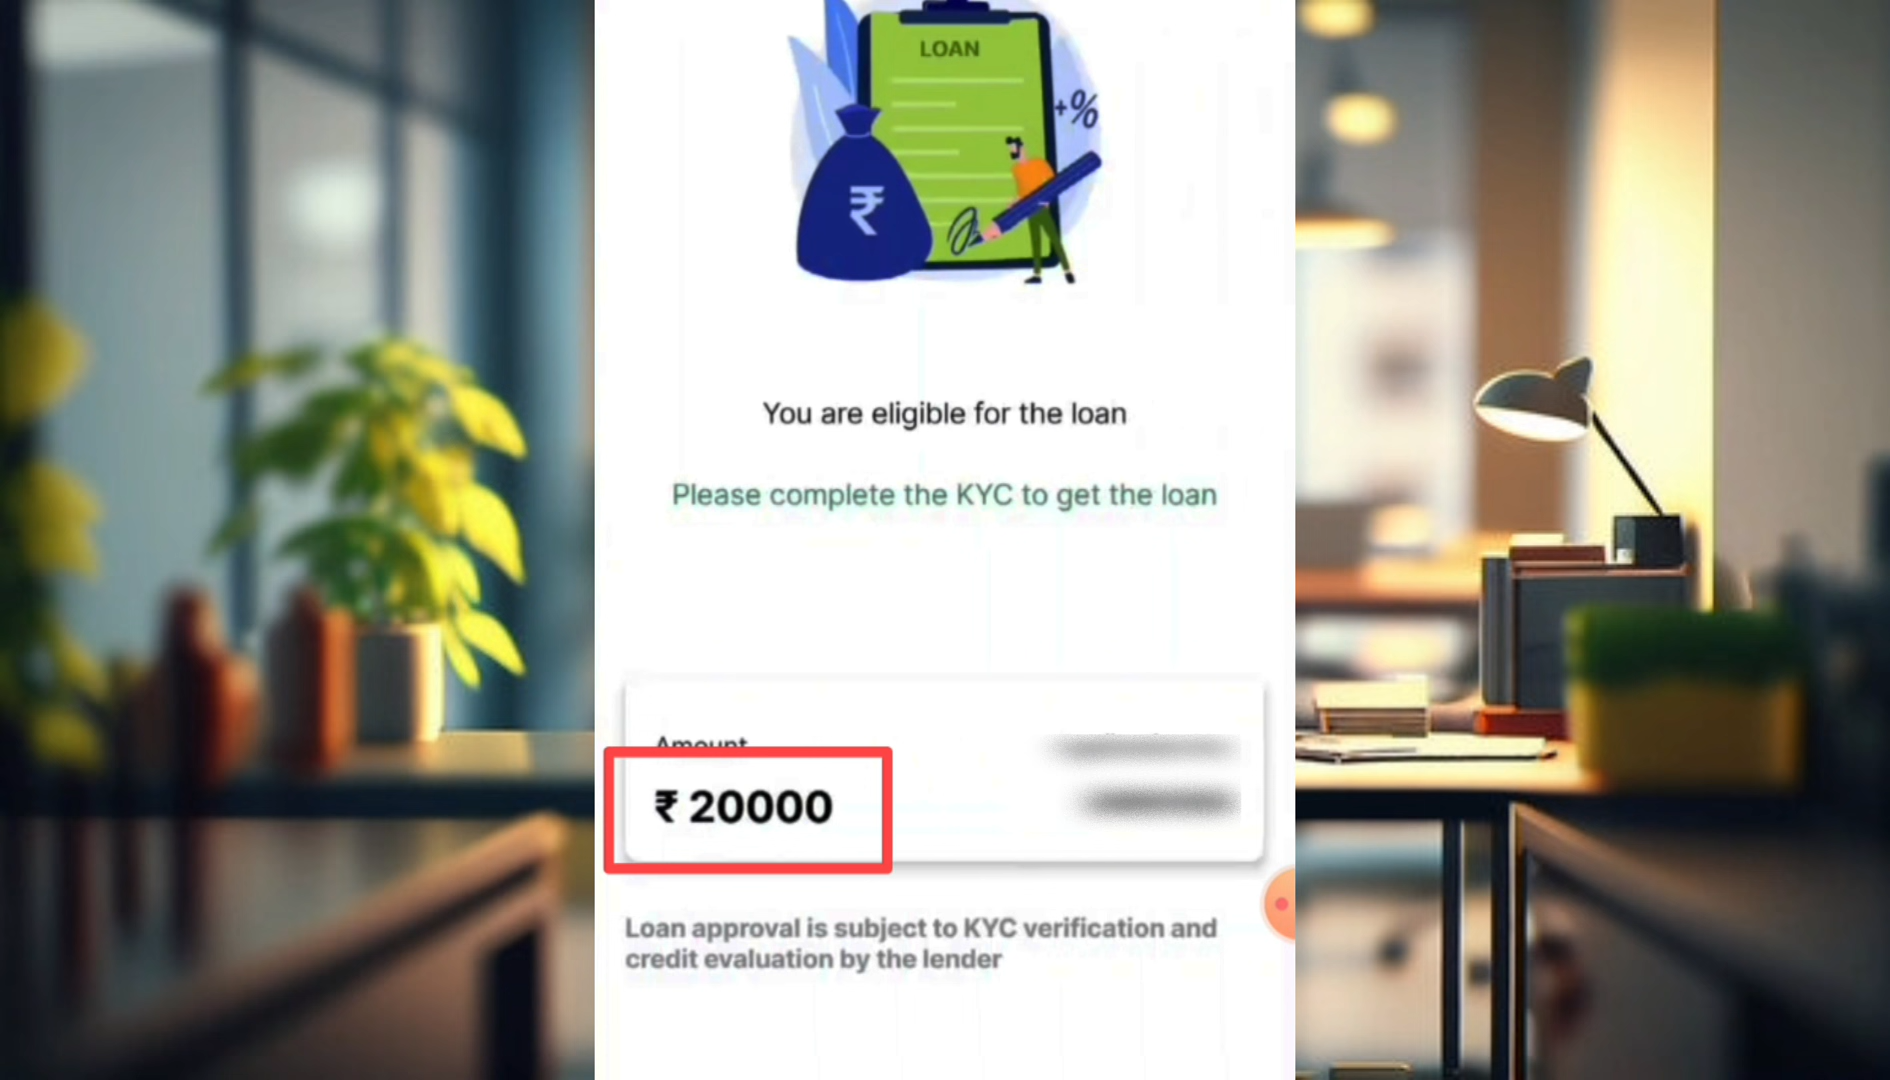 LOAN
+%
₹
You are eligible for the loan
Please complete the KYC to get the loan
Amount
₹ 20000
Loan approval is subject to KYC verification and
credit evaluation by the lender